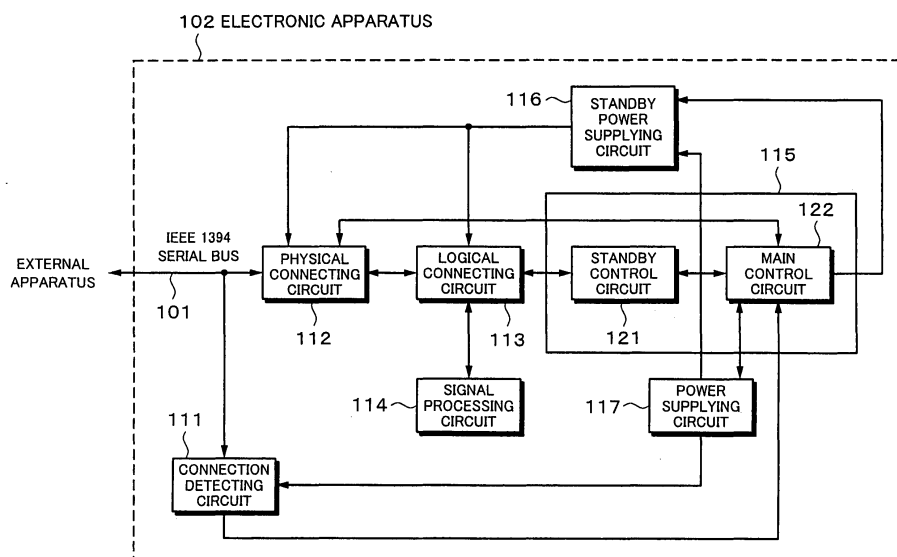 102 ELECTRONIC APPARATUS
116
STANDBY
POWER
SUPPLYING
CIRCUIT
115
122
IEEE 1394
SERIAL BUS
EXTERNAL
APPARATUS
101
PHYSICAL
CONNECTING
CIRCUIT
112
LOGICAL
CONNECTING
CIRCUIT
113
STANDBY
CONTROL
CIRCUIT
121
MAIN
CONTROL
CIRCUIT
114
SIGNAL
PROCESSING
CIRCUIT
117
POWER
SUPPLYING
CIRCUIT
111
CONNECTION
DETECTING
CIRCUIT